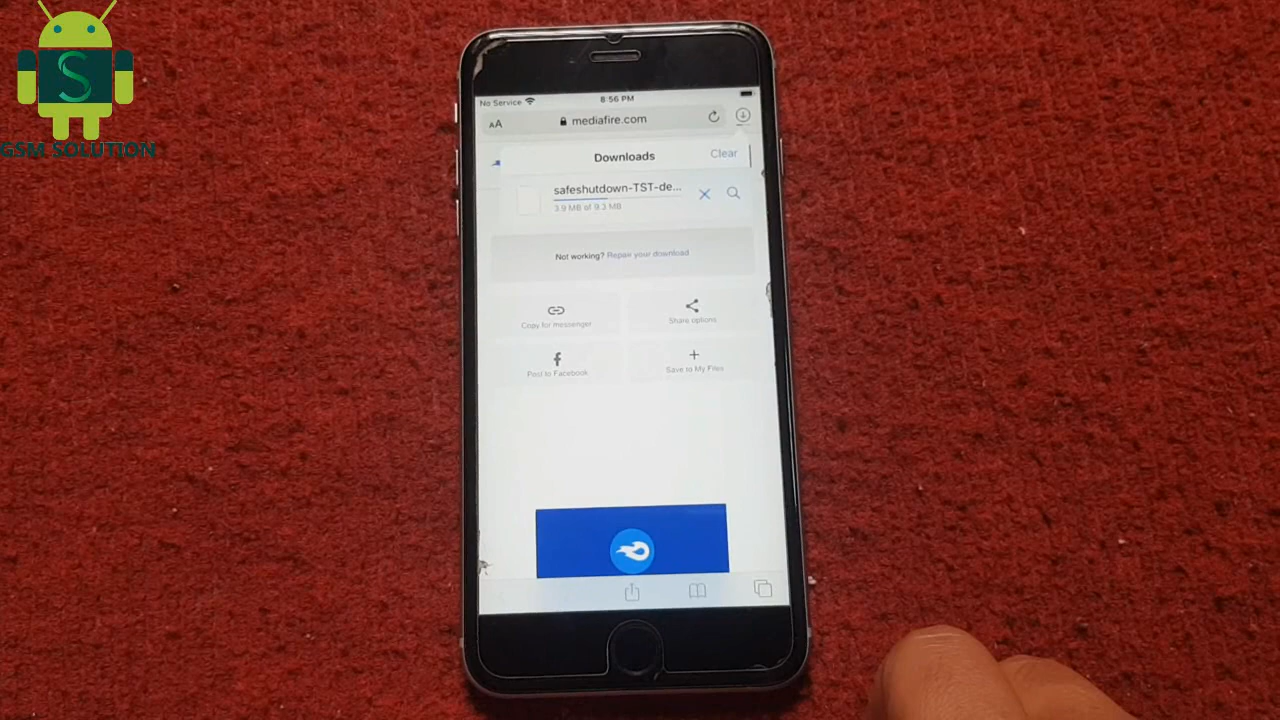 S
GSM SOLUTION
No Service
8:56 PM
AA
mediafire.com
Downloads
Clear
safeshutdown-TST-de...
3.9 MB of 9.3 MB
Not working? Repair your download
Copy for messenger
Share options
Post to Facebook
Save to My Files